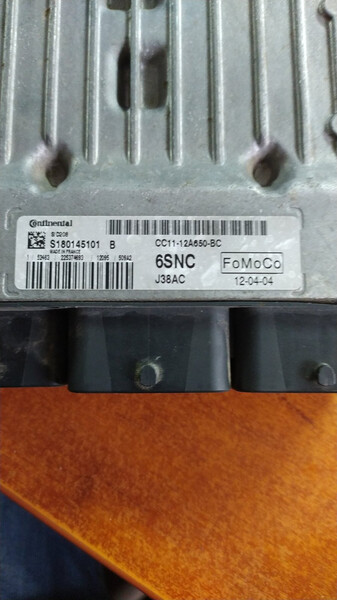 Continental
SID208
S180145101 B
MADE IN FRANCE
CC11-12A650-BC
6SNC
J38AC
FoMoCo
12-04-04